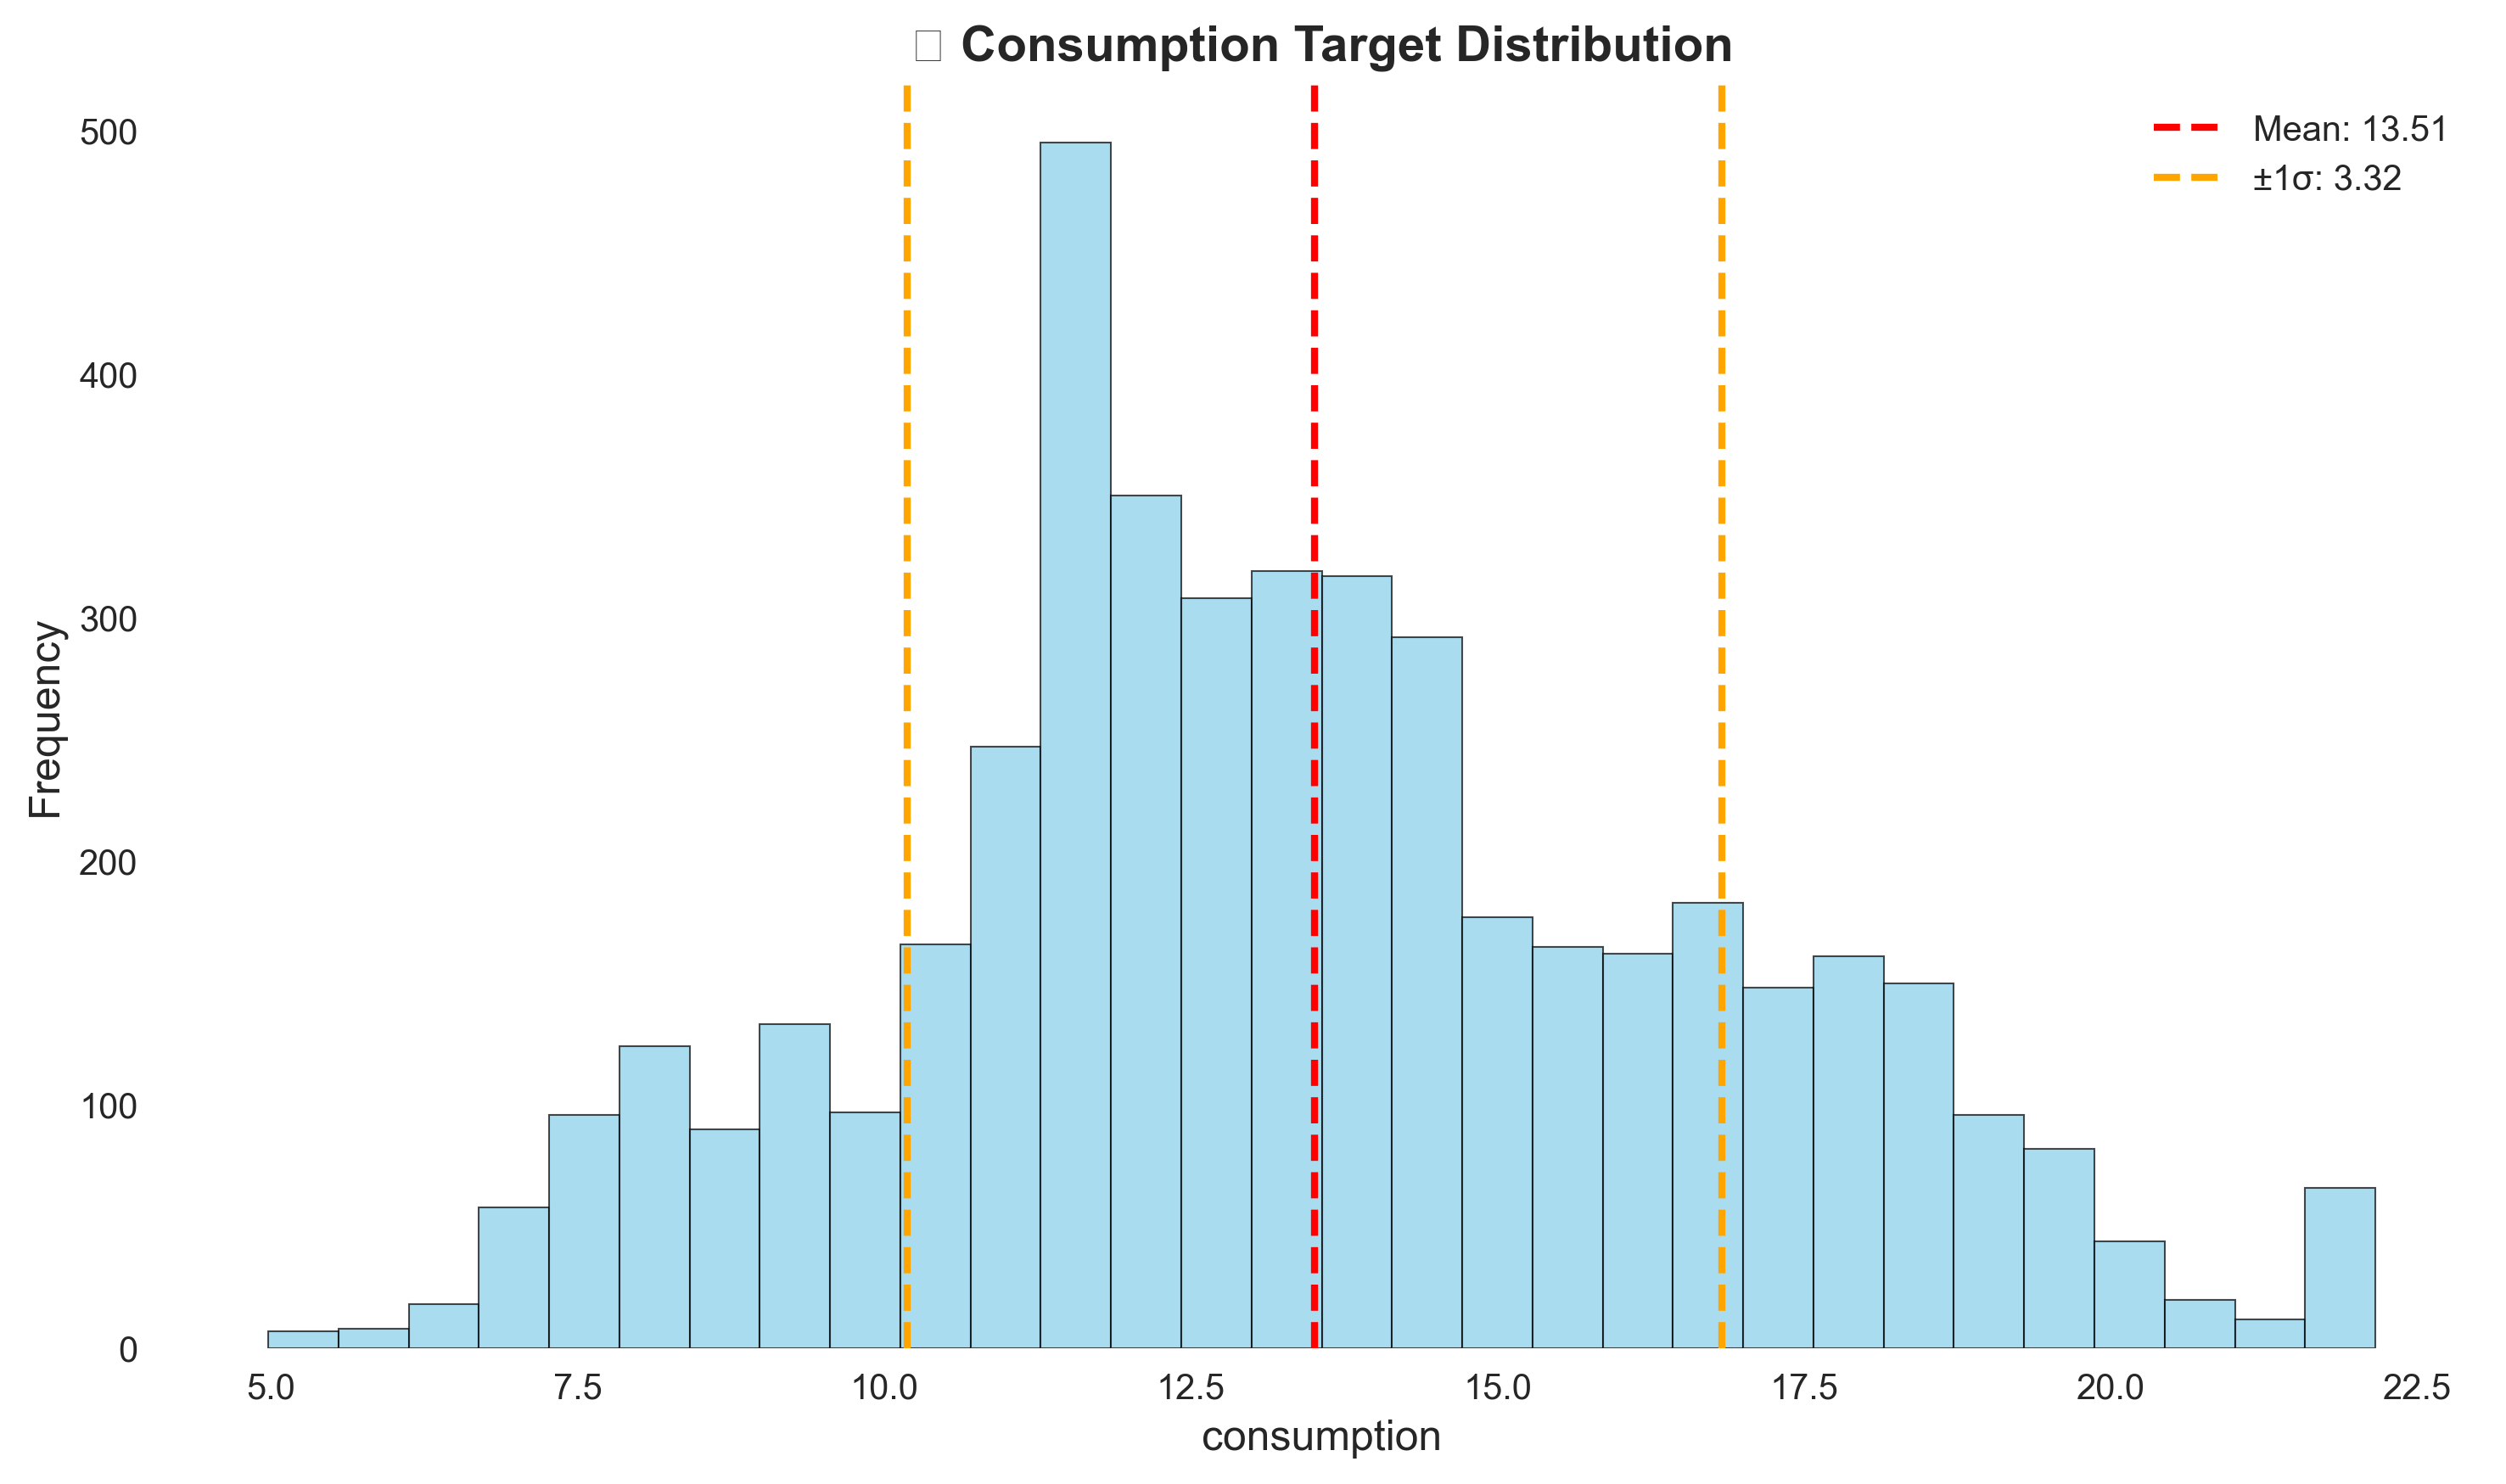 Consumption Target Distribution
Mean: 13.51
±1σ: 3.32
Frequency
500
400
300
200
100
0
5.0 7.5 10.0 12.5 15.0 17.5 20.0 22.5
consumption